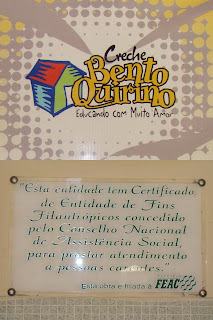 Creche
Bento
Quirino
Educando com Muito Amor
"Esta entidade tem Certificado
de Entidade de Fins
Filantrópicos concedido
pelo Conselho Nacional
de Assistência Social,
para prestar atendimento
a pessoas carentes."
Esta obra é filiada à FEAC